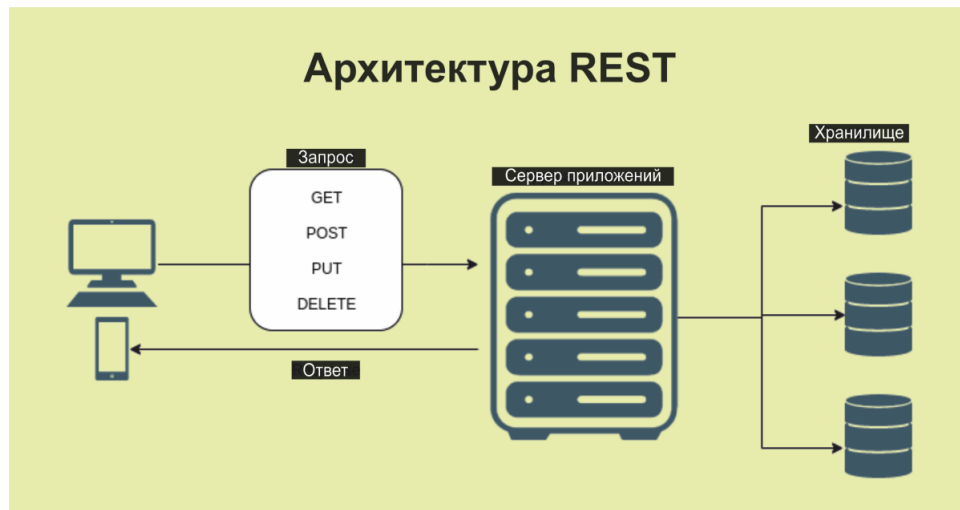 Архитектура REST
Хранилище
Запрос
Сервер приложений
GET
POST
PUT
DELETE
Ответ